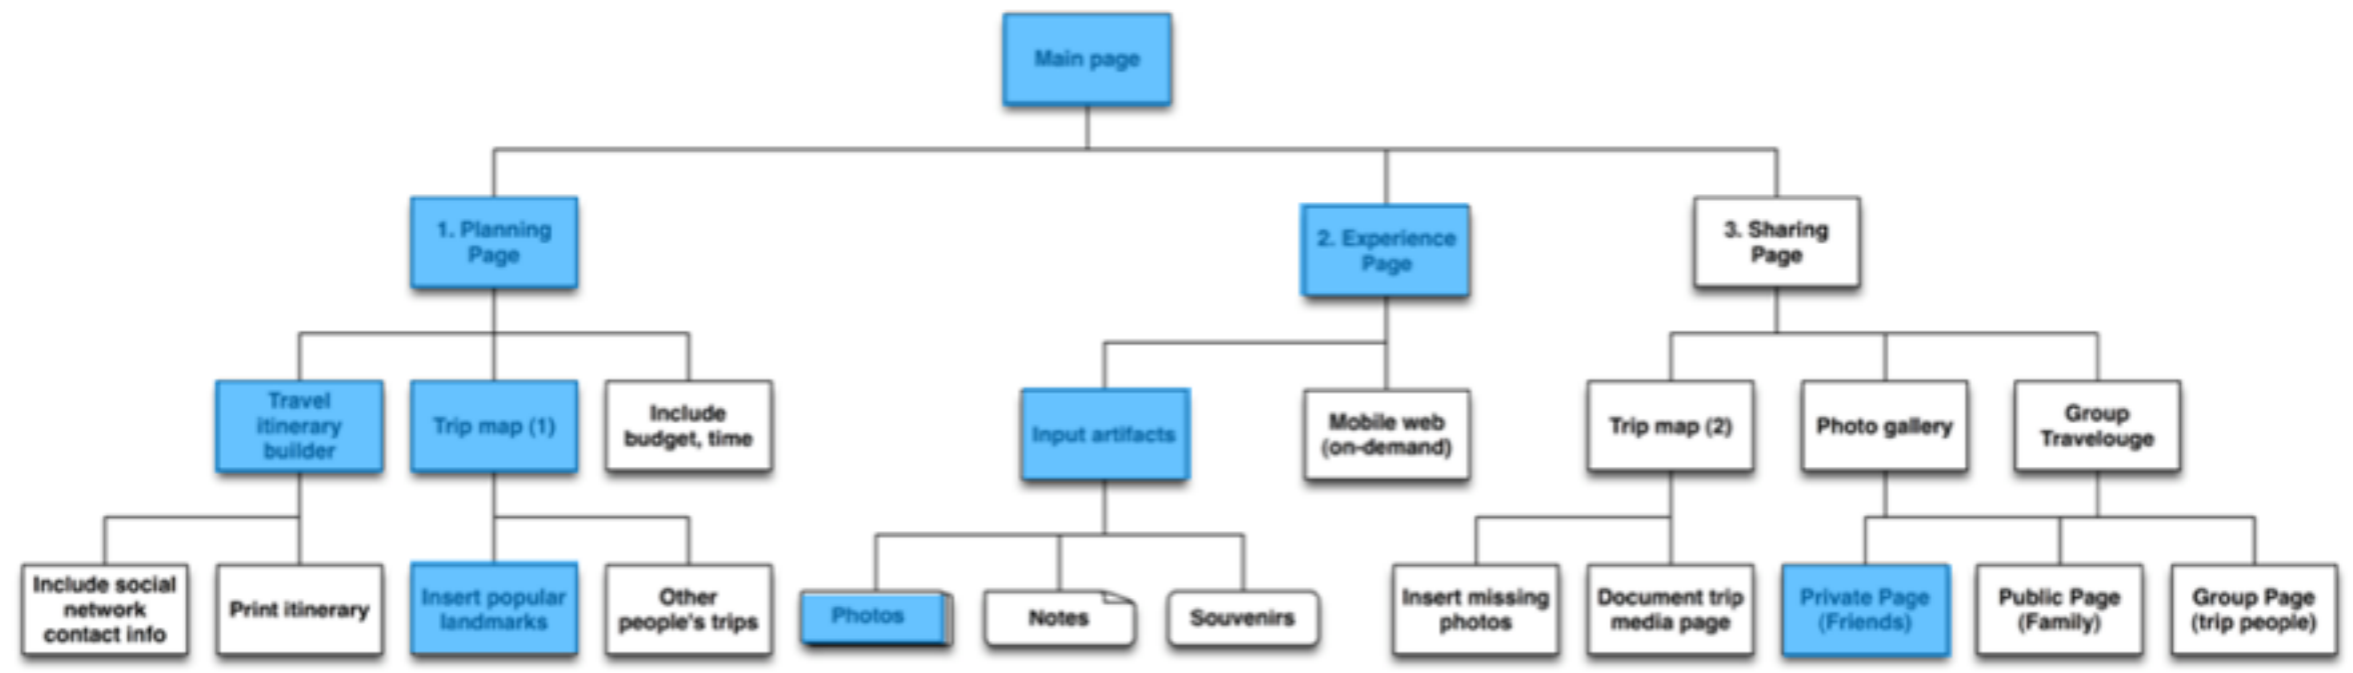 Main page
1. Planning
Page
2. Experience
Page
3. Sharing
Page
Travel
itinerary
builder
Trip map (1)
Include
budget, time
Input artifacts
Mobile web
(on-demand)
Trip map (2)
Photo gallery
Group
Travelouge
Include social
network
contact info
Print itinerary
Insert popular
landmarks
Other
people's trips
Photos
Notes
Souvenirs
Insert missing
photos
Document trip
media page
Private Page
(Friends)
Public Page
(Family)
Group Page
(trip people)